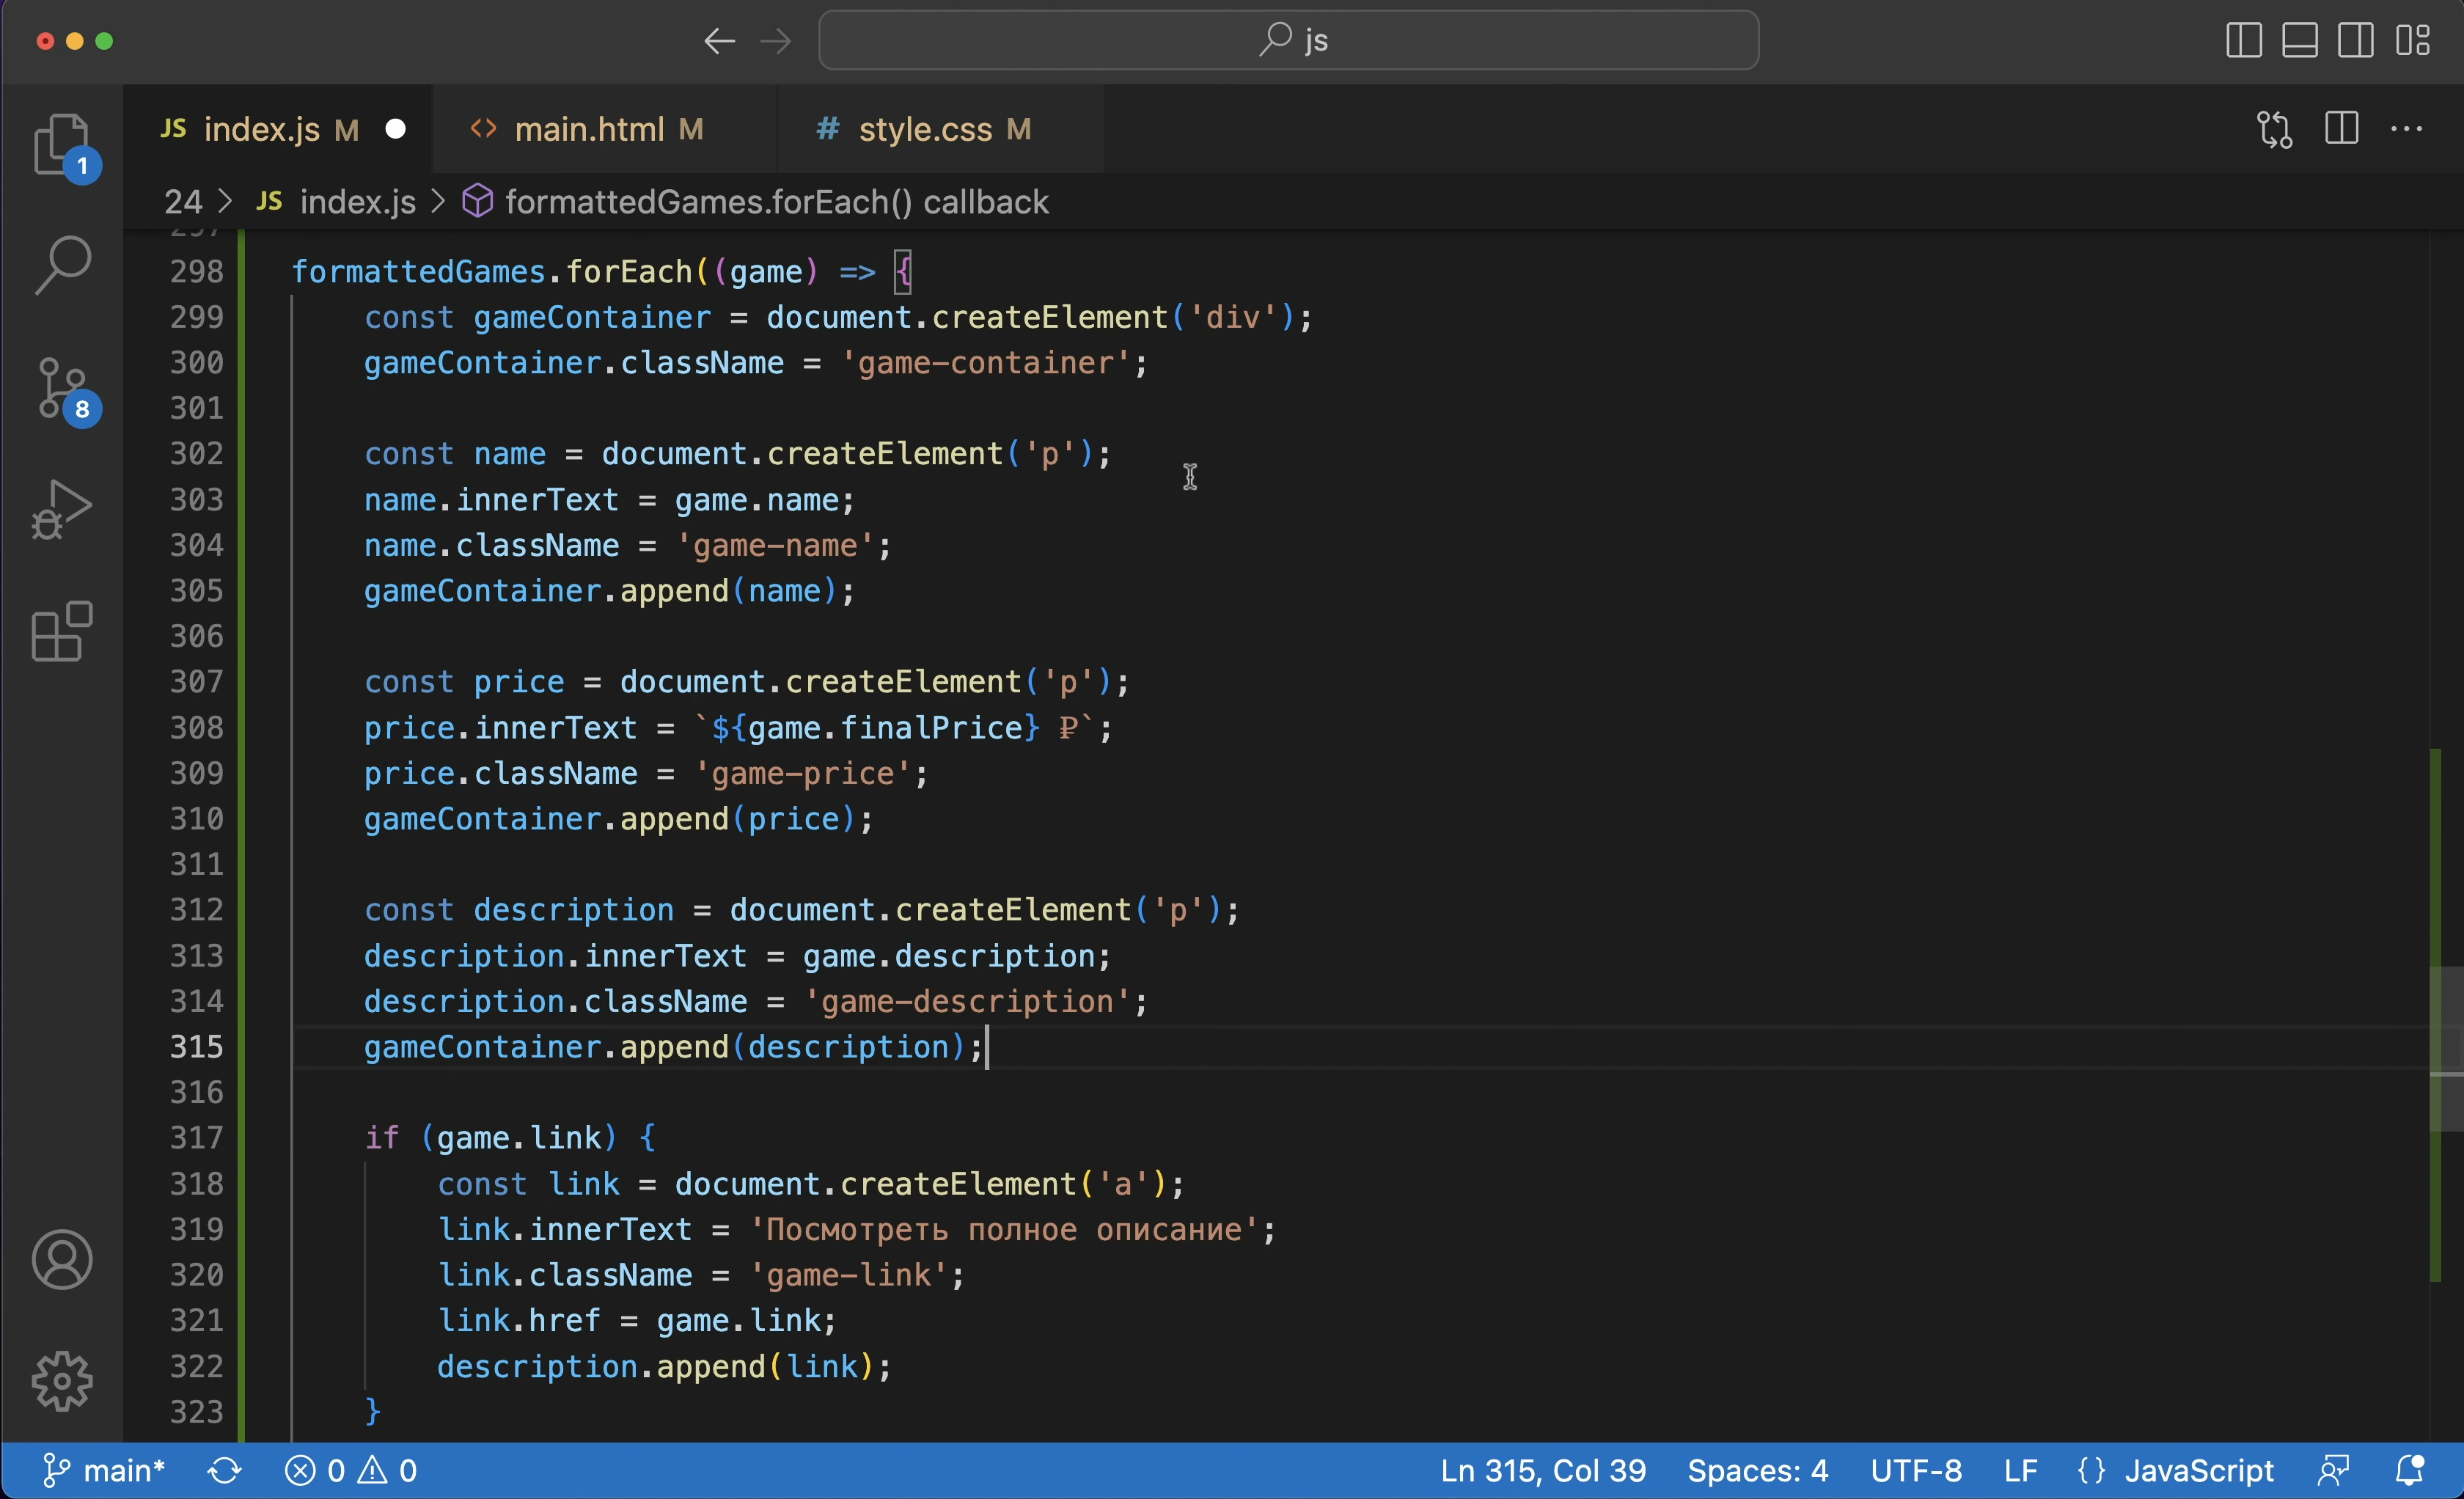 js
1
JS index.js M
<> main.html M
# style.css M
24 > JS index.js > formattedGames.forEach() callback
297
298 formattedGames.forEach((game) => {
299 const gameContainer = document.createElement('div');
300 gameContainer.className = 'game-container';
301
302 const name = document.createElement('p');
303 name.innerText = game.name;
304 name.className = 'game-name';
305 gameContainer.append(name);
306
307 const price = document.createElement('p');
308 price.innerText = `${game.finalPrice} ₽`;
309 price.className = 'game-price';
310 gameContainer.append(price);
311
312 const description = document.createElement('p');
313 description.innerText = game.description;
314 description.className = 'game-description';
315 gameContainer.append(description);
316
317 if (game.link) {
318 const link = document.createElement('a');
319 link.innerText = 'Посмотреть полное описание';
320 link.className = 'game-link';
321 link.href = game.link;
322 description.append(link);
323 }
8
main* 0 0 Ln 315, Col 39 Spaces: 4 UTF-8 LF {} JavaScript